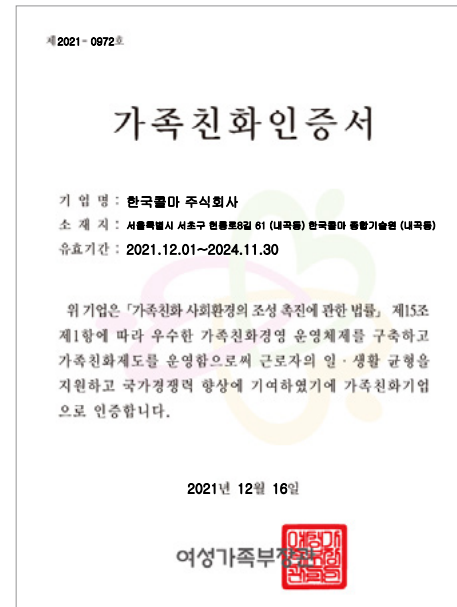 제2021- 0972호
가족친화인증서
기 업 명 : 한국콜마 주식회사
소 재 지 : 서울특별시 서초구 헌릉로8길 61 (내곡동) 한국콜마 종합기술원 (내곡동)
유효기간 : 2021.12.01~2024.11.30
위 기업은 「가족친화 사회환경의 조성 촉진에 관한 법률」 제15조
제1항에 따라 우수한 가족친화경영 운영체제를 구축하고
가족친화제도를 운영함으로써 근로자의 일 · 생활 균형을
지원하고 국가경쟁력 향상에 기여하였기에 가족친화기업
으로 인증합니다.
2021년 12월 16일
여성가족부장관